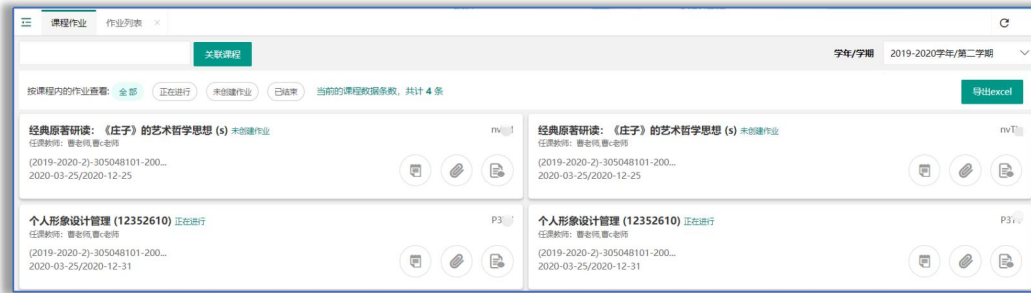 课程作业 作业列表 ×
关联课程 学年/学期 2019-2020学年/第二学期
按课程内的作业查看: 全部 正在进行 未创建作业 已结束 当前的课程数据条数，共计 4 条 导出excel
经典原著研读：《庄子》的艺术哲学思想 (s) 未创建作业
任课教师：曹老师,曹c老师
(2019-2020-2)-305048101-200...
2020-03-25/2020-12-25
经典原著研读：《庄子》的艺术哲学思想 (s) 未创建作业
任课教师：曹老师,曹c老师
(2019-2020-2)-305048101-200...
2020-03-25/2020-12-25
个人形象设计管理 (12352610) 正在进行
任课教师：曹老师,曹c老师
(2019-2020-2)-305048101-200...
2020-03-25/2020-12-31
个人形象设计管理 (12352610) 正在进行
任课教师：曹老师,曹c老师
(2019-2020-2)-305048101-200...
2020-03-25/2020-12-31